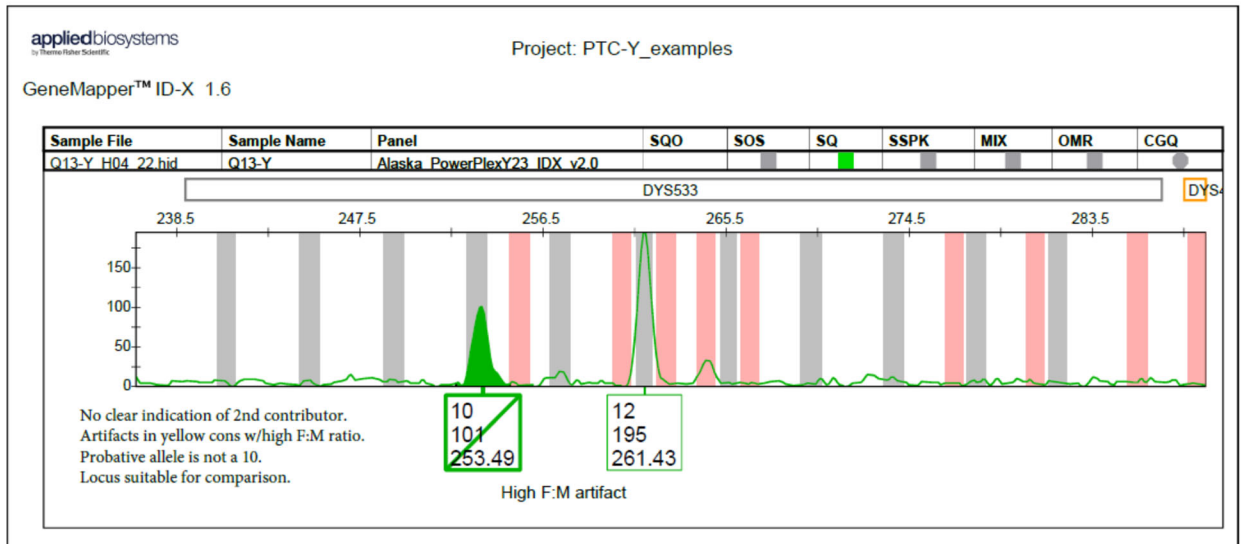 appliedbiosystems
by Thermo Fisher Scientific
Project: PTC-Y_examples
GeneMapper™ ID-X 1.6
Sample File Sample Name Panel SQO SOS SQ SSPK MIX OMR CGQ
Q13-Y_H04_22.hid Q13-Y Alaska_PowerPlexY23_IDX_v2.0
DYS533 DYS4
238.5 247.5 256.5 265.5 274.5 283.5
150
100
50
0
10 12
101 195
253.49 261.43
No clear indication of 2nd contributor.
Artifacts in yellow cons w/high F:M ratio.
Probative allele is not a 10.
Locus suitable for comparison.
High F:M artifact